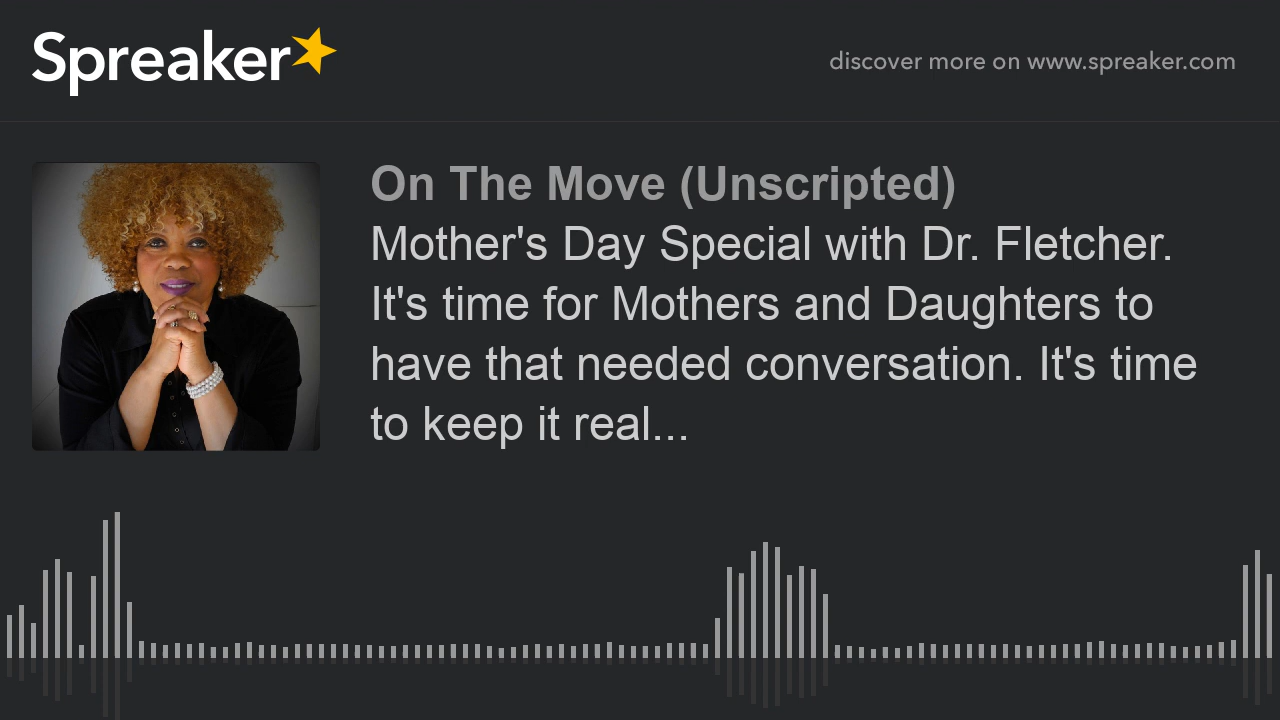 Spreaker
discover more on www.spreaker.com
On The Move (Unscripted)
Mother's Day Special with Dr. Fletcher.
It's time for Mothers and Daughters to
have that needed conversation. It's time
to keep it real...